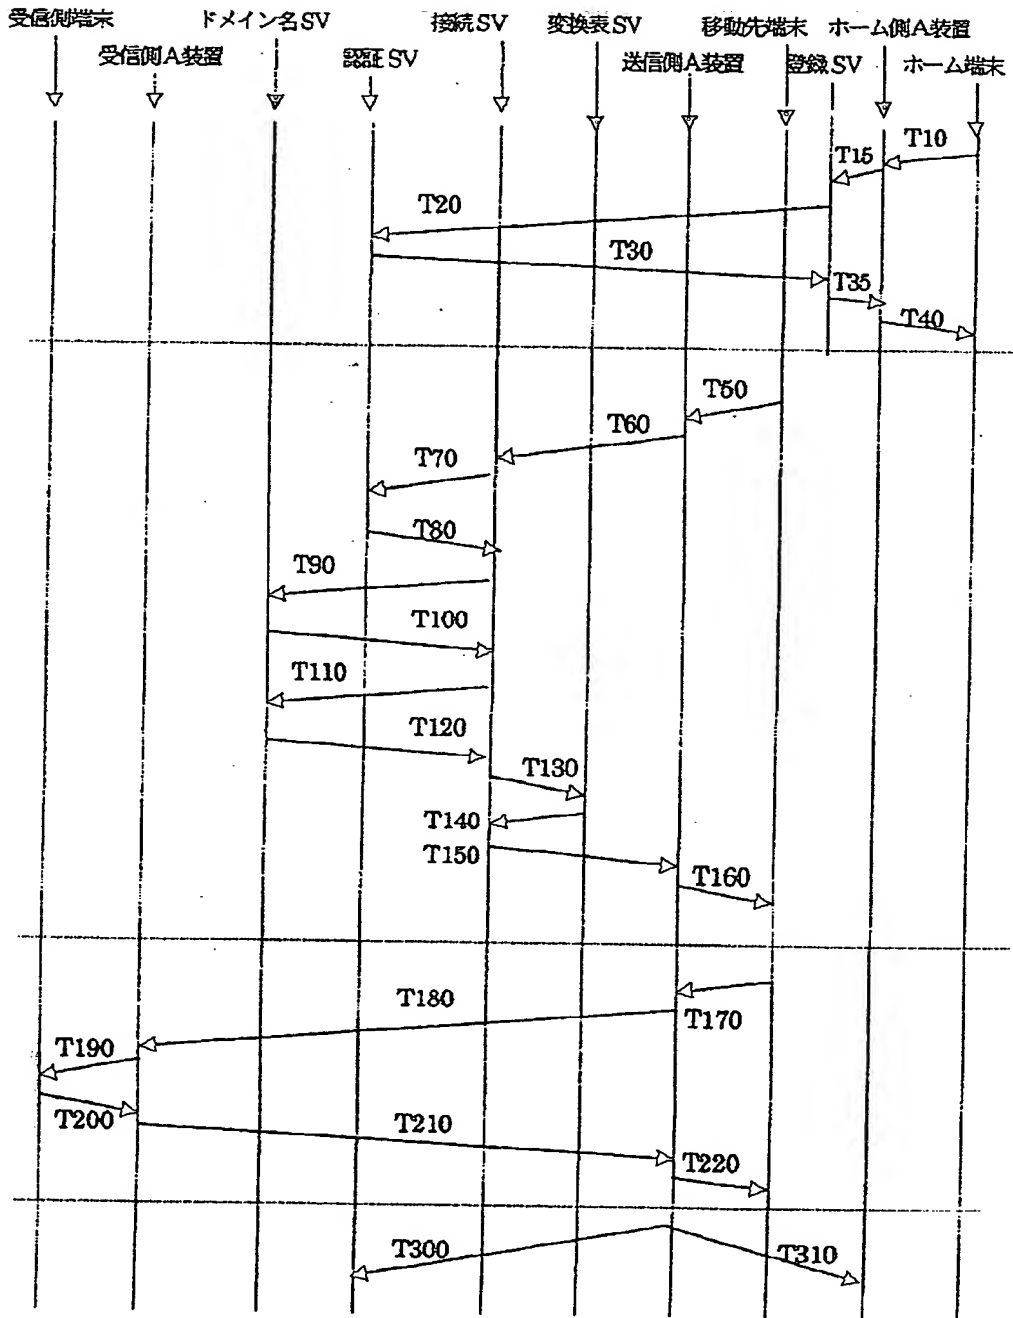 受信側端末 ドメイン名SV 接続SV 変換表SV 移動先端末 ホーム側A装置
受信側A装置 認証SV 送信側A装置 登録SV ホーム端末
T10
T15
T20
T30
T35
T40
T50
T60
T70
T80
T90
T100
T110
T120
T130
T140
T150
T160
T170
T180
T190
T200
T210
T220
T300
T310